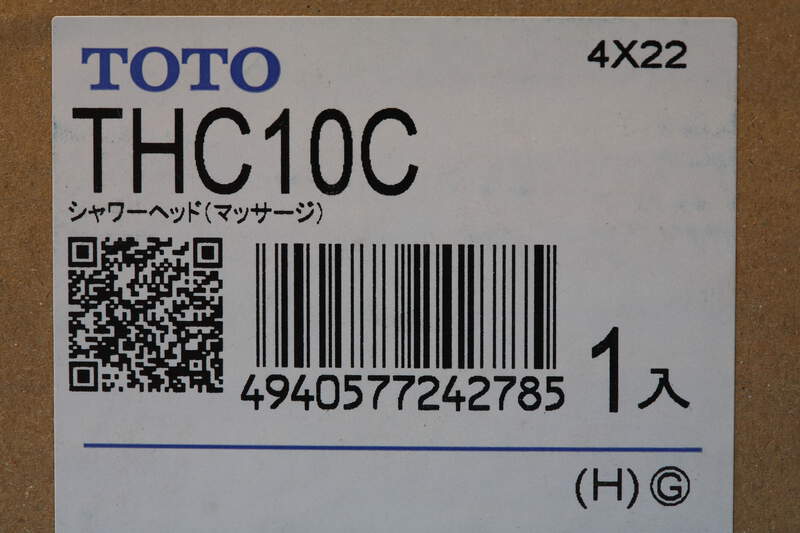 TOTO 4X22
THC10C
シャワーヘッド(マッサージ)
4940577242785 1入
(H) Ⓖ